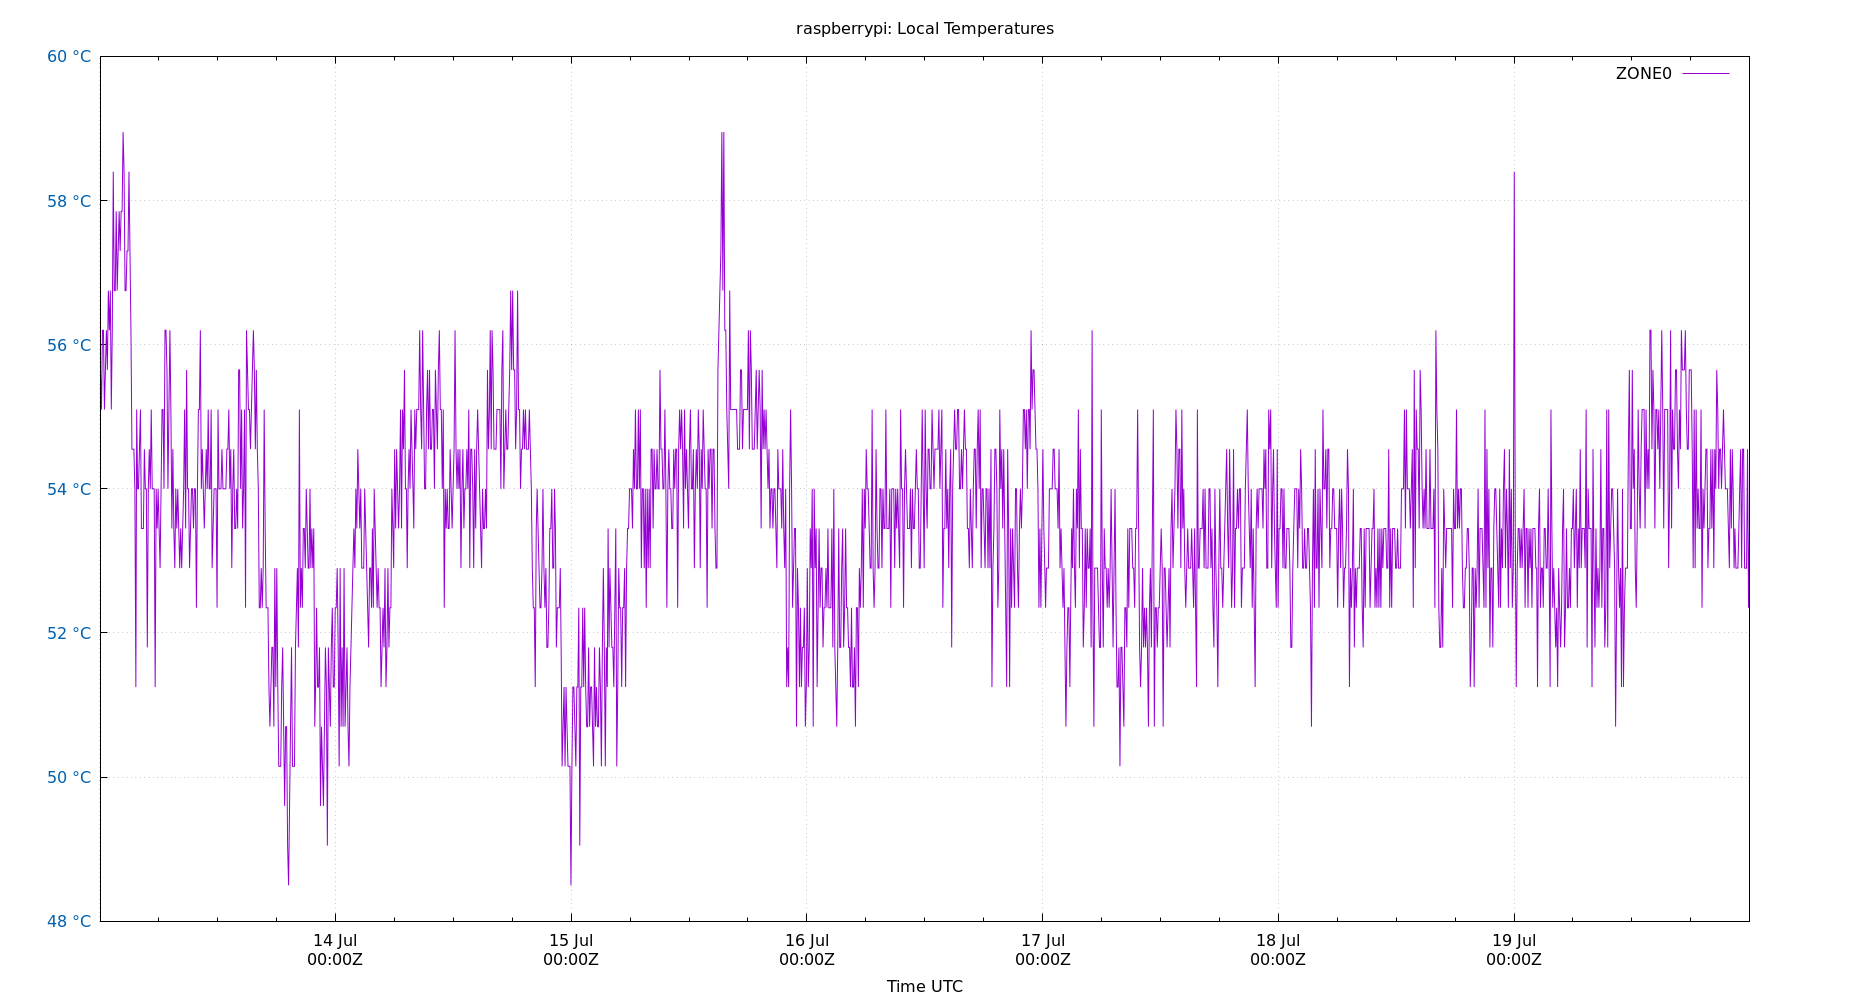 raspberrypi: Local Temperatures
60 °C
ZONE0
58 °C
56 °C
54 °C
52 °C
50 °C
48 °C
14 Jul 15 Jul 16 Jul 17 Jul 18 Jul 19 Jul
00:00Z 00:00Z 00:00Z 00:00Z 00:00Z 00:00Z
Time UTC